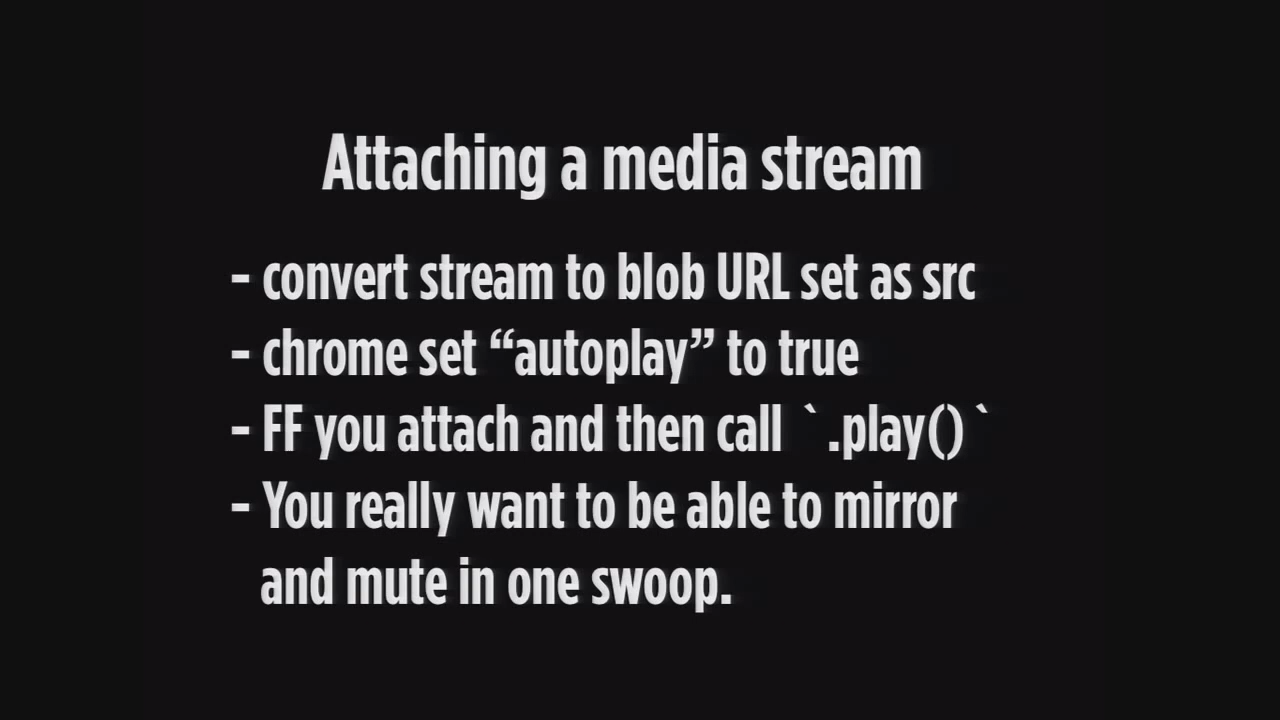 Attaching a media stream
- convert stream to blob URL set as src
- chrome set “autoplay” to true
- FF you attach and then call `.play()`
- You really want to be able to mirror
and mute in one swoop.